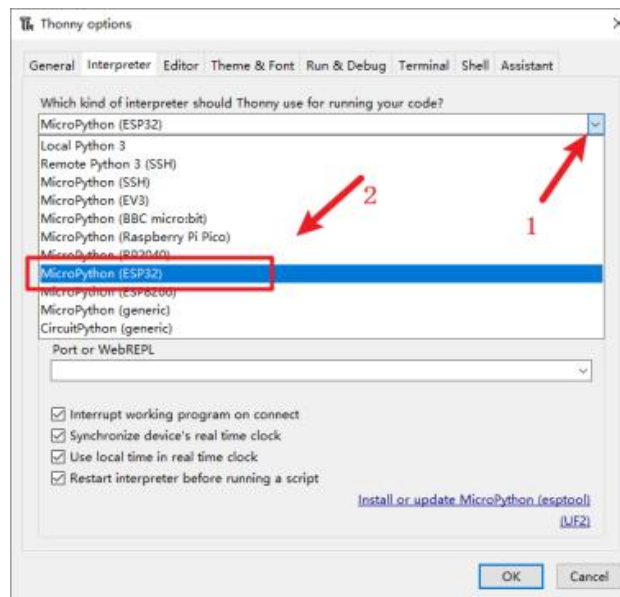 Thonny options
General Interpreter Editor Theme & Font Run & Debug Terminal Shell Assistant
Which kind of interpreter should Thonny use for running your code?
MicroPython (ESP32)
Local Python 3
Remote Python 3 (SSH)
MicroPython (SSH)
MicroPython (EV3)
MicroPython (BBC micro:bit)
MicroPython (Raspberry Pi Pico)
MicroPython (RP2040)
MicroPython (ESP32)
MicroPython (ESP8266)
MicroPython (generic)
CircuitPython (generic)
2
1
Port or WebREPL
Interrupt working program on connect
Synchronize device's real time clock
Use local time in real time clock
Restart interpreter before running a script
Install or update MicroPython (esptool)
(UF2)
OK Cancel